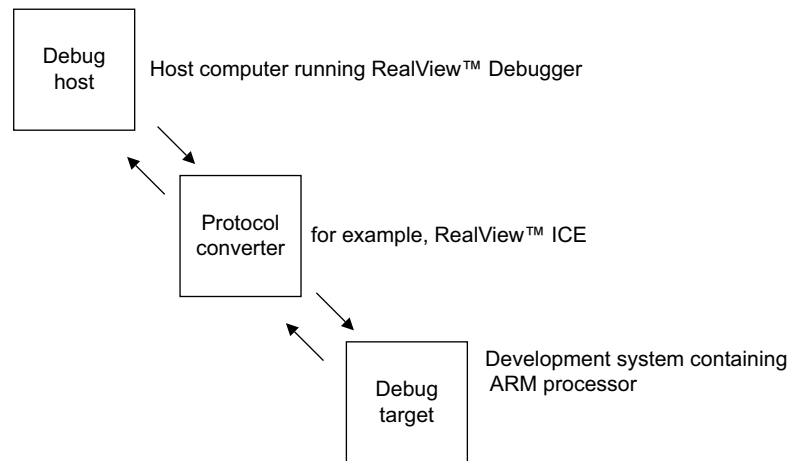 Debug
host
Host computer running RealView™ Debugger
Protocol
converter
for example, RealView™ ICE
Debug
target
Development system containing
ARM processor